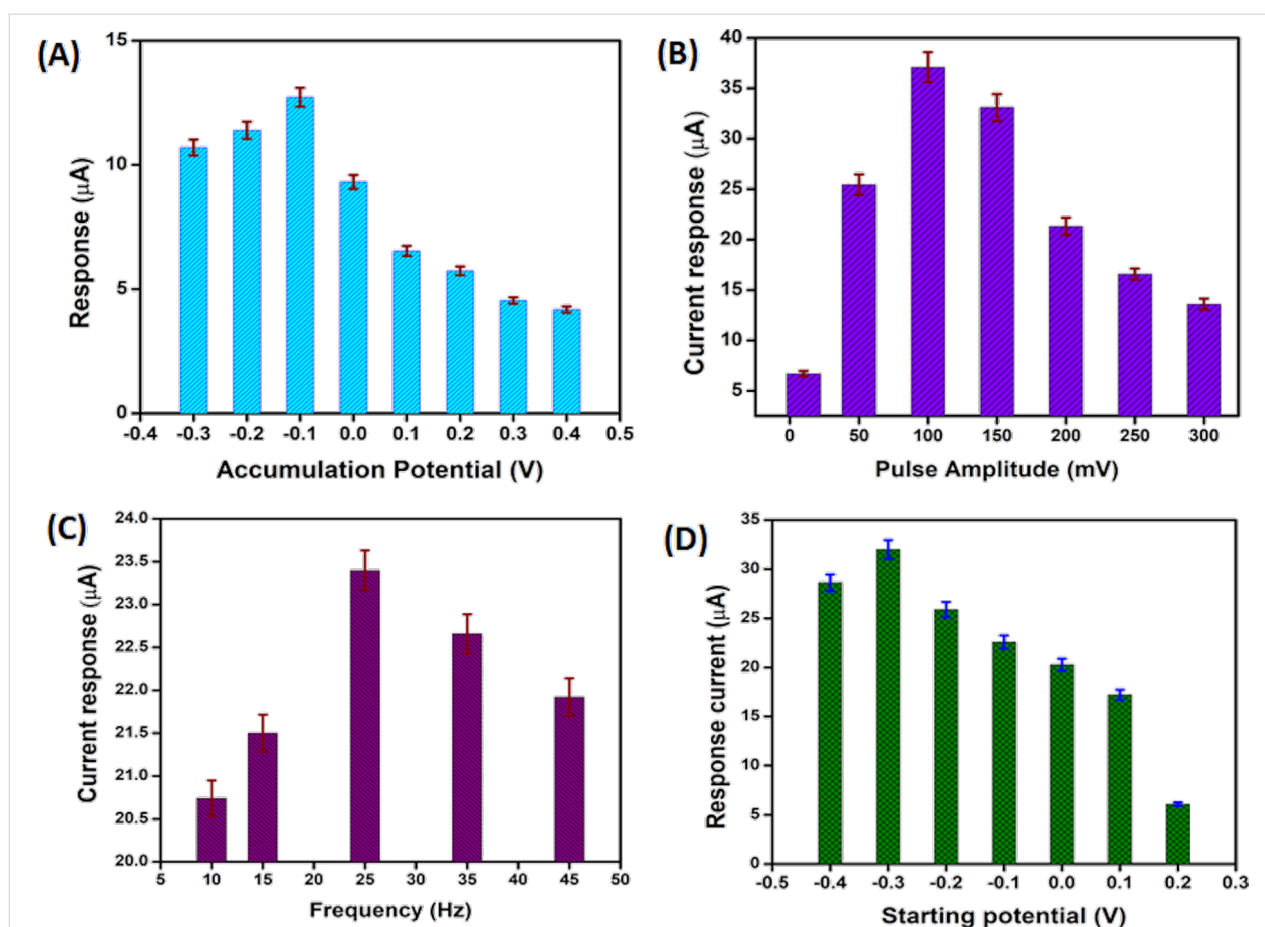 (A)
15
10
5
0
Response (μA)
-0.4 -0.3 -0.2 -0.1 0.0 0.1 0.2 0.3 0.4 0.5
Accumulation Potential (V)
(B)
40
35
30
25
20
15
10
5
Current response (μA)
0 50 100 150 200 250 300
Pulse Amplitude (mV)
(C)
24.0
23.5
23.0
22.5
22.0
21.5
21.0
20.5
20.0
Current response (μA)
5 10 15 20 25 30 35 40 45 50
Frequency (Hz)
(D)
35
30
25
20
15
10
5
0
Response current (μA)
-0.5 -0.4 -0.3 -0.2 -0.1 0.0 0.1 0.2 0.3
Starting potential (V)